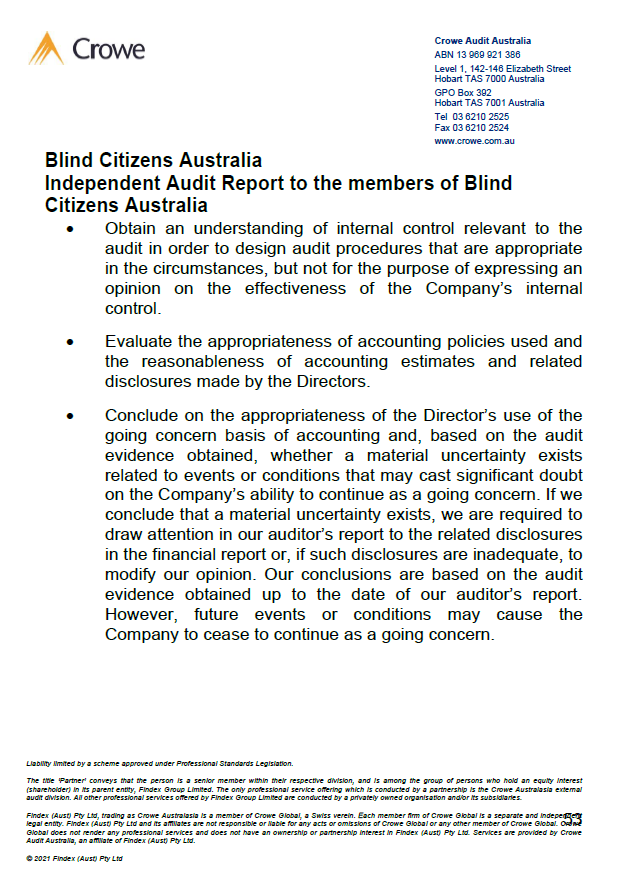 Crowe
Crowe Audit Australia
ABN 13 969 921 386
Level 1, 142-146 Elizabeth Street
Hobart TAS 7000 Australia
GPO Box 392
Hobart TAS 7001 Australia
Tel 03 6210 2525
Fax 03 6210 2524
www.crowe.com.au
Blind Citizens Australia
Independent Audit Report to the members of Blind
Citizens Australia
• Obtain an understanding of internal control relevant to the
audit in order to design audit procedures that are appropriate
in the circumstances, but not for the purpose of expressing an
opinion on the effectiveness of the Company’s internal
control.
• Evaluate the appropriateness of accounting policies used and
the reasonableness of accounting estimates and related
disclosures made by the Directors.
• Conclude on the appropriateness of the Director’s use of the
going concern basis of accounting and, based on the audit
evidence obtained, whether a material uncertainty exists
related to events or conditions that may cast significant doubt
on the Company’s ability to continue as a going concern. If we
conclude that a material uncertainty exists, we are required to
draw attention in our auditor’s report to the related disclosures
in the financial report or, if such disclosures are inadequate, to
modify our opinion. Our conclusions are based on the audit
evidence obtained up to the date of our auditor’s report.
However, future events or conditions may cause the
Company to cease to continue as a going concern.
Liability limited by a scheme approved under Professional Standards Legislation.
The title ‘Partner’ conveys that the person is a senior member within their respective division, and is among the group of persons who hold an equity interest
(shareholder) in its parent entity, Findex Group Limited. The only professional service offering which is conducted by a partnership is the Crowe Australasia external
audit division. All other professional services offered by Findex Group Limited are conducted by a privately owned organisation and/or its subsidiaries.
Findex (Aust) Pty Ltd, trading as Crowe Australasia is a member of Crowe Global, a Swiss verein. Each member firm of Crowe Global is a separate and independent
legal entity. Findex (Aust) Pty Ltd and its affiliates are not responsible or liable for any acts or omissions of Crowe Global or any other member of Crowe Global. Crowe
Global does not render any professional services and does not have an ownership or partnership interest in Findex (Aust) Pty Ltd. Services are provided by Crowe
Audit Australia, an affiliate of Findex (Aust) Pty Ltd.
53
© 2021 Findex (Aust) Pty Ltd